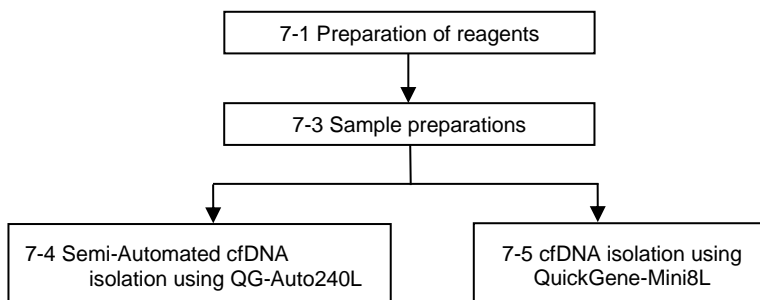 7-1 Preparation of reagents
7-3 Sample preparations
7-4 Semi-Automated cfDNA
isolation using QG-Auto240L
7-5 cfDNA isolation using
QuickGene-Mini8L